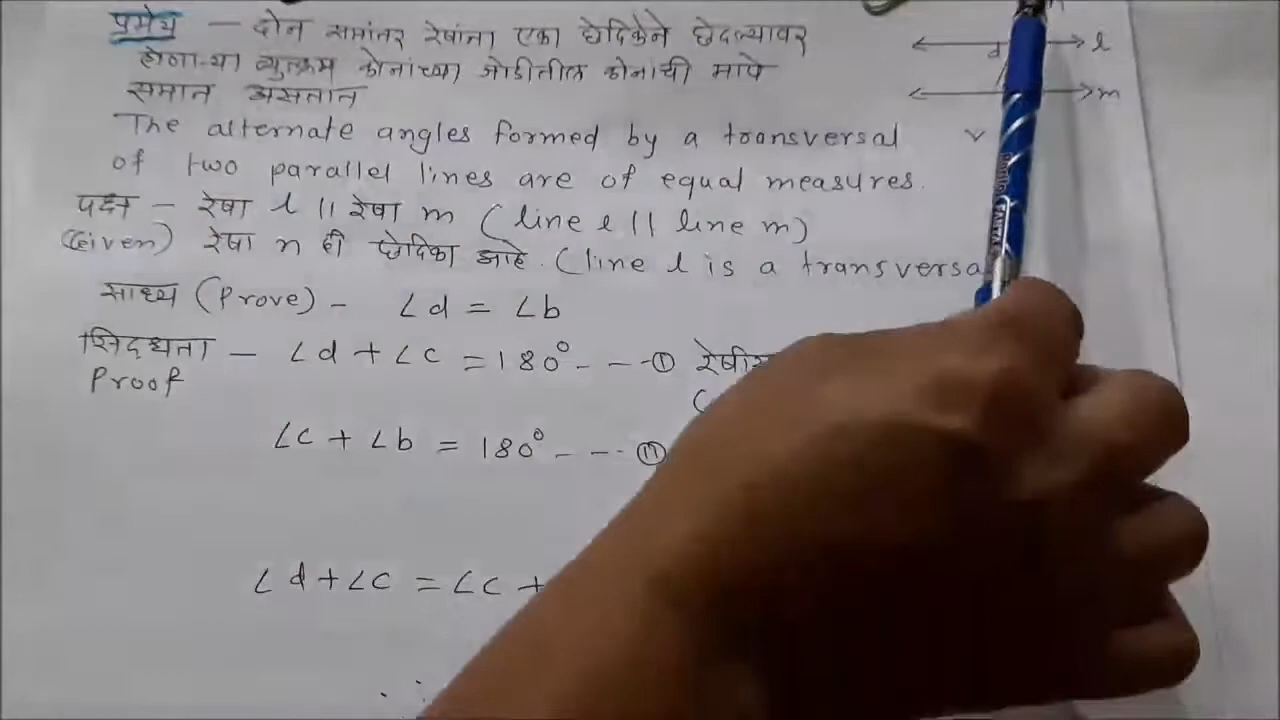 प्रमेय — दोन समांतर रेषांना एका छेदिकेने छेदल्यावर
होणाऱ्या व्युत्क्रम कोनांच्या जोडीतील कोनांची मापे
समान असतात
The alternate angles formed by a transversal
of two parallel lines are of equal measures.
पक्ष – रेषा l || रेषा m (line l || line m)
(Given) रेषा n ही छेदिका आहे. (line l is a transversa
साध्य (Prove) – ∠d = ∠b
सिद्धता – ∠d + ∠c = 180° - - - ①
Proof
∠c + ∠b = 180° - - - ⑪
∠d + ∠c = ∠c +
d
l
m